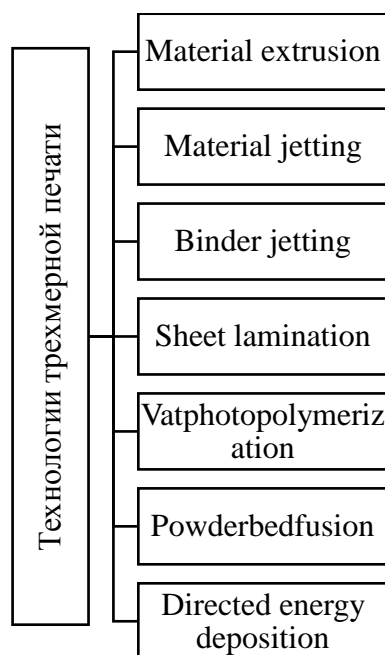 Технологии трехмерной печати
Material extrusion
Material jetting
Binder jetting
Sheet lamination
Vatphotopolymeriz
ation
Powderbedfusion
Directed energy
deposition